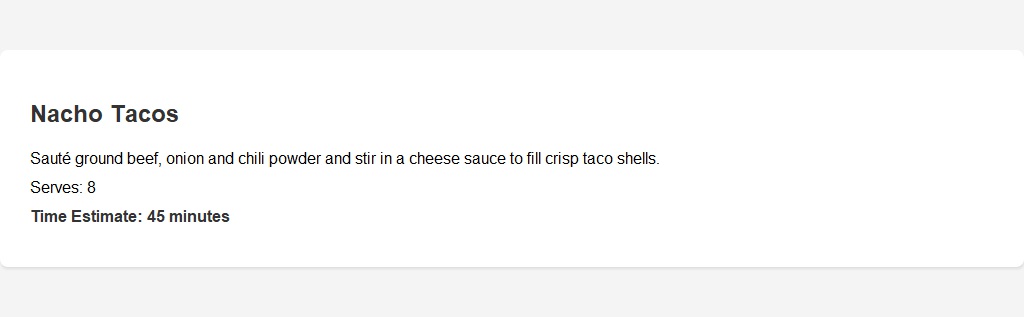 Nacho Tacos
Sauté ground beef, onion and chili powder and stir in a cheese sauce to fill crisp taco shells.
Serves: 8
Time Estimate: 45 minutes